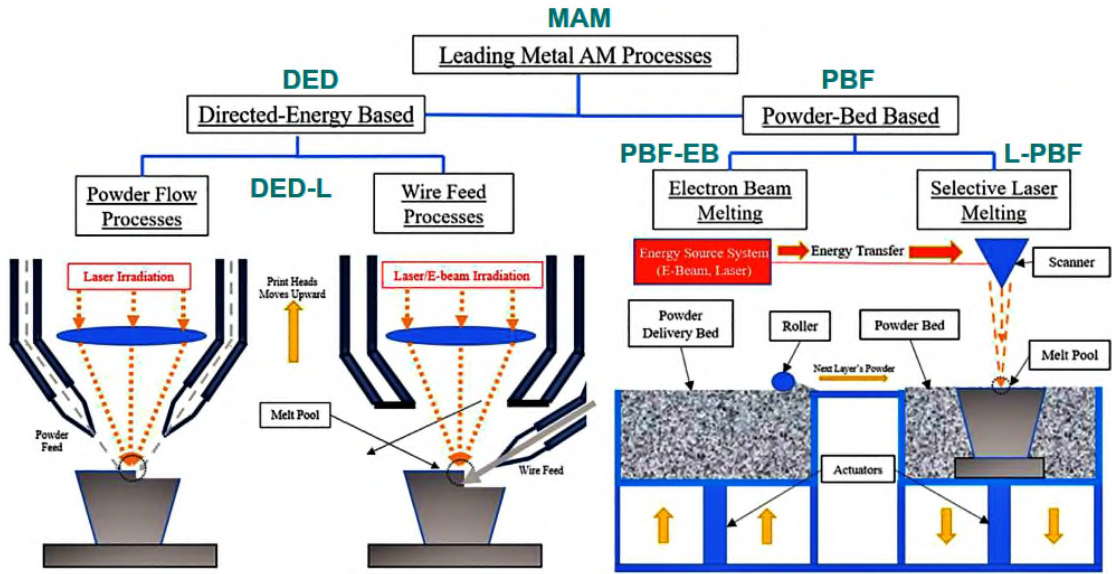 MAM
Leading Metal AM Processes
DED
PBF
Directed-Energy Based
Powder-Bed Based
PBF-EB
L-PBF
DED-L
Powder Flow
Processes
Wire Feed
Processes
Electron Beam
Melting
Selective Laser
Melting
Laser Irradiation
Print Heads
Moves Upward
Laser/E-beam Irradiation
Energy Source System
(E-Beam, Laser)
Energy Transfer
Scanner
Powder
Delivery Bed
Roller
Powder Bed
Next Layer's Powder
Melt Pool
Powder
Feed
Melt Pool
Wire Feed
Actuators